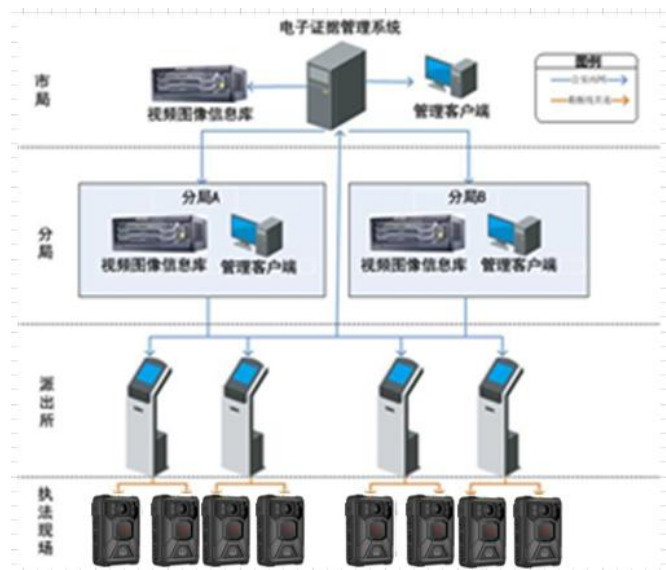 电子证据管理系统
图例
市局
视频图像信息库
管理客户端
分局
分局A
视频图像信息库
管理客户端
分局B
视频图像信息库
管理客户端
派出所
执法现场